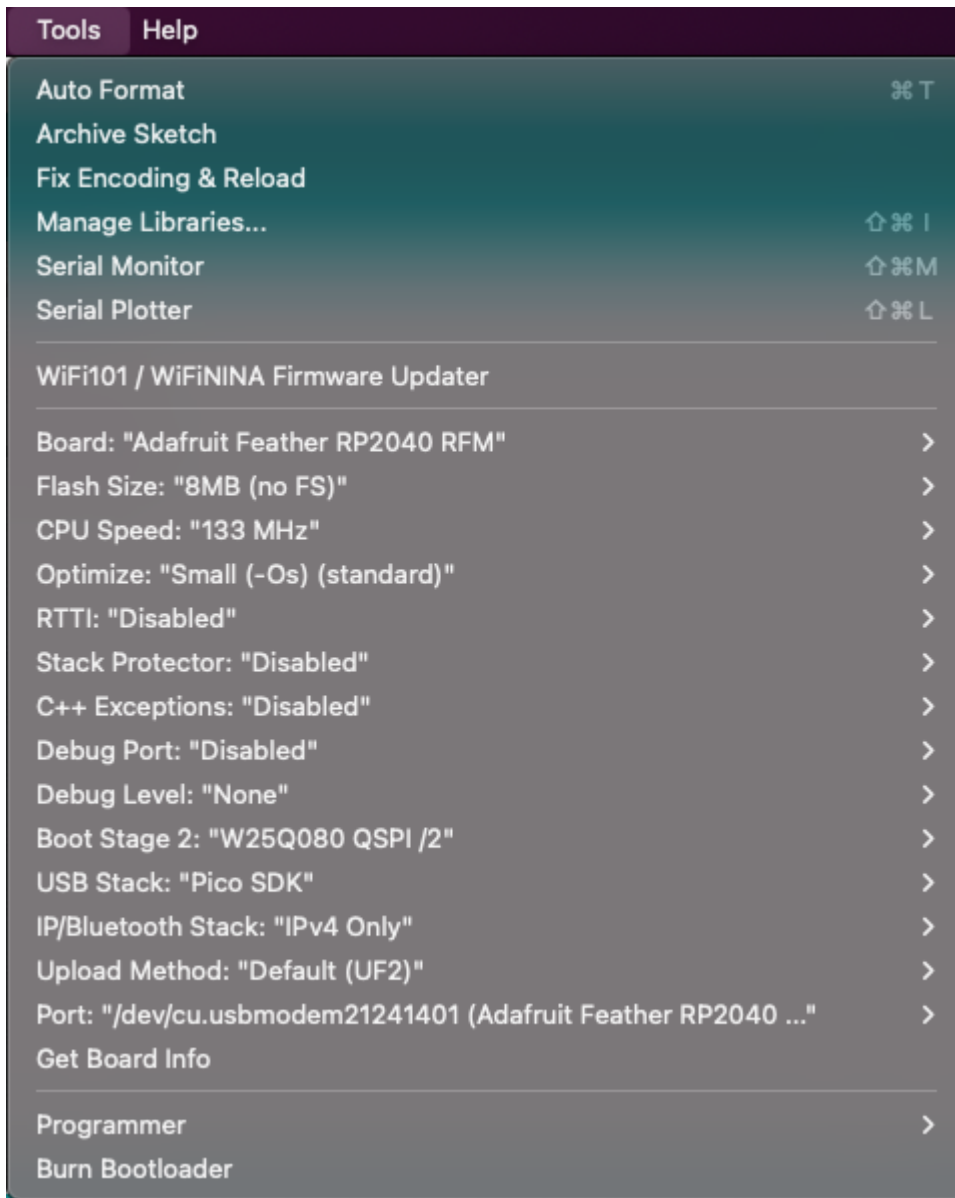 Tools Help
Auto Format ⌘ T
Archive Sketch
Fix Encoding & Reload
Manage Libraries... ⇧ ⌘ I
Serial Monitor ⇧ ⌘ M
Serial Plotter ⇧ ⌘ L
WiFi101 / WiFiNINA Firmware Updater
Board: "Adafruit Feather RP2040 RFM"
Flash Size: "8MB (no FS)"
CPU Speed: "133 MHz"
Optimize: "Small (-Os) (standard)"
RTTI: "Disabled"
Stack Protector: "Disabled"
C++ Exceptions: "Disabled"
Debug Port: "Disabled"
Debug Level: "None"
Boot Stage 2: "W25Q080 QSPI /2"
USB Stack: "Pico SDK"
IP/Bluetooth Stack: "IPv4 Only"
Upload Method: "Default (UF2)"
Port: "/dev/cu.usbmodem21241401 (Adafruit Feather RP2040 ..."
Get Board Info
Programmer
Burn Bootloader